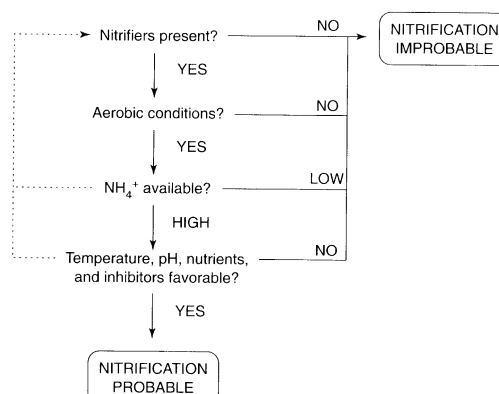 Nitrifiers present?
NO
NITRIFICATION
IMPROBABLE
YES
Aerobic conditions?
NO
YES
NH₄⁺ available?
LOW
HIGH
Temperature, pH, nutrients,
and inhibitors favorable?
NO
YES
NITRIFICATION
PROBABLE